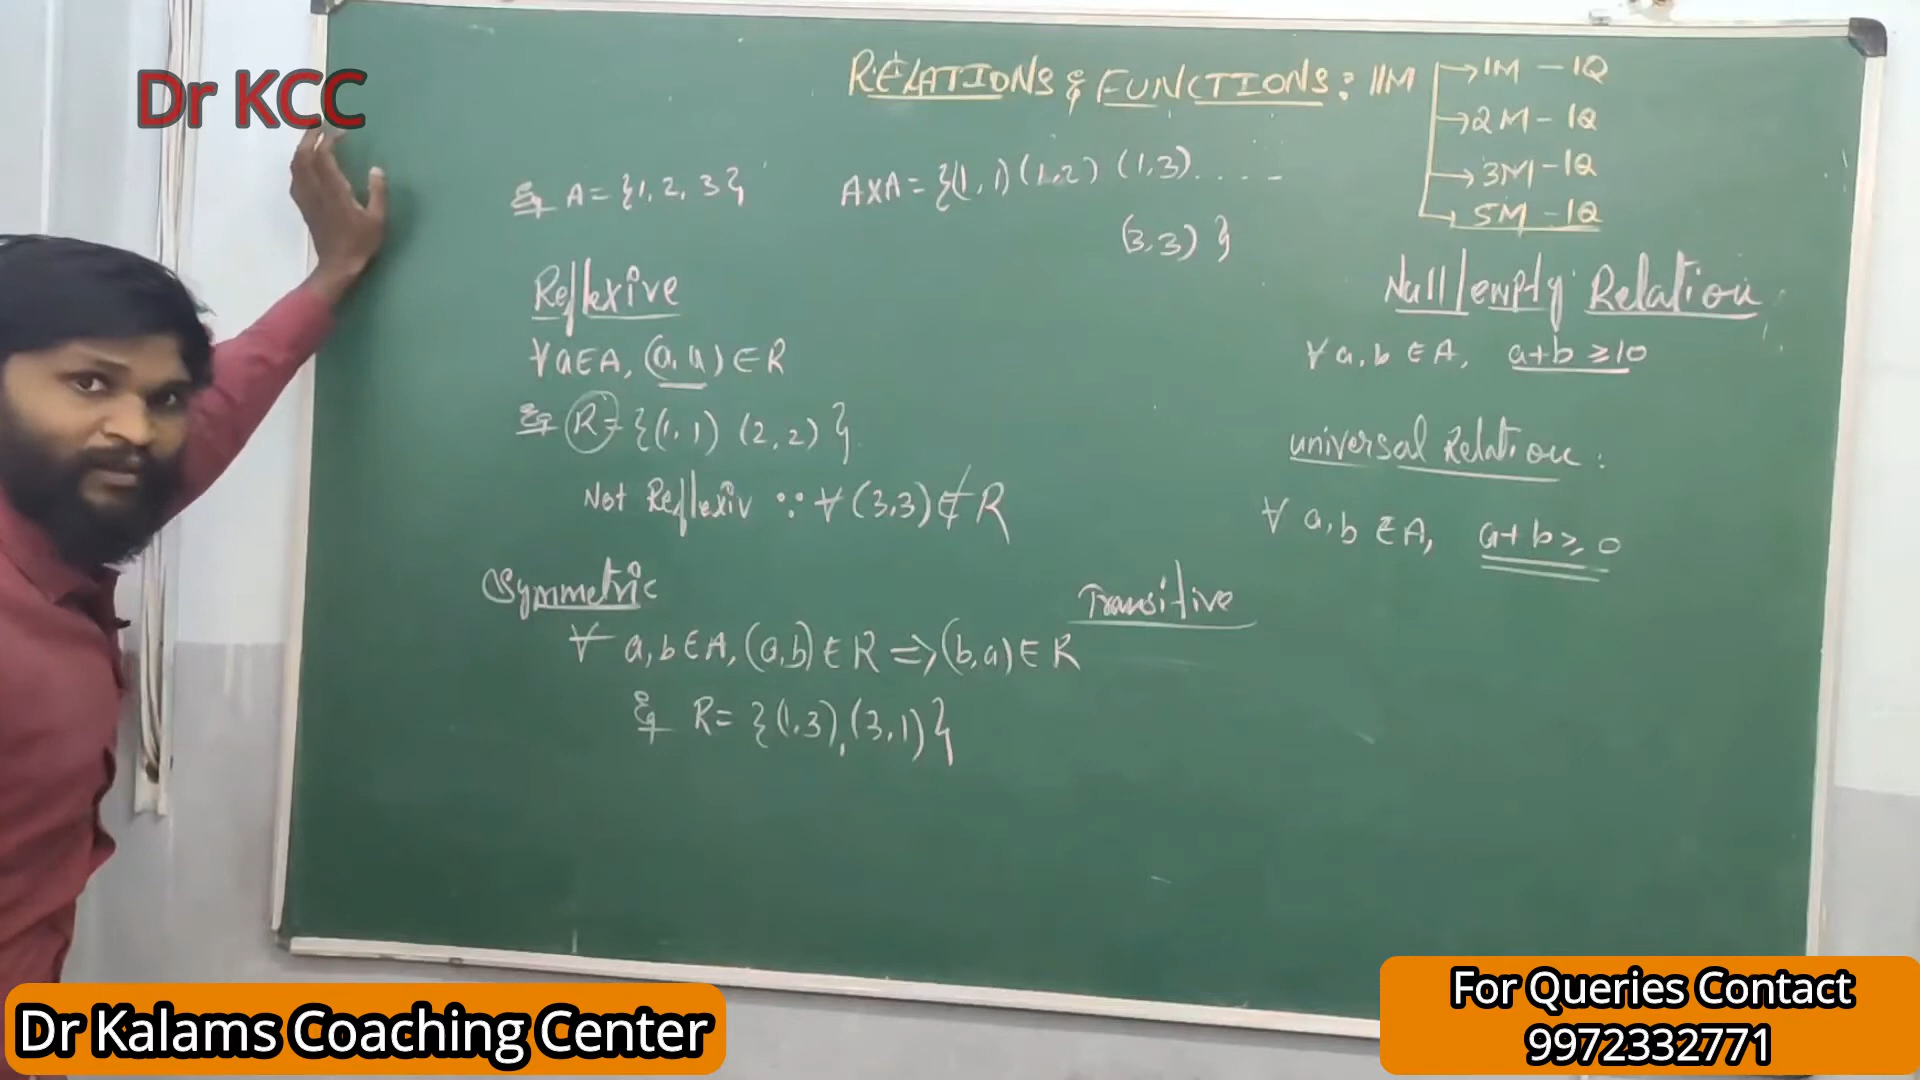 Dr KCC
RELATIONS & FUNCTIONS: 11M
→1M - 1Q
→2M - 1Q
→3M - 1Q
→5M - 1Q
Eg A = {1, 2, 3}
A×A = {(1,1) (1,2) (1,3). . . . -
(3,3) }
Reflexive
∀ a∈A, (a, a) ∈ R
Eg R = {(1,1) (2,2) }
Not Reflexiv ∵ ∀ (3,3) ∉ R
Null/empty Relation
∀ a, b ∈ A, a+b ≥ 10
universal Relation :
∀ a, b ∈ A, a+b ≥ 0
Symmetric
∀ a, b ∈ A, (a,b) ∈ R => (b,a) ∈ R
Eg R = {(1,3), (3,1)}
Transitive
Dr Kalams Coaching Center
For Queries Contact
9972332771